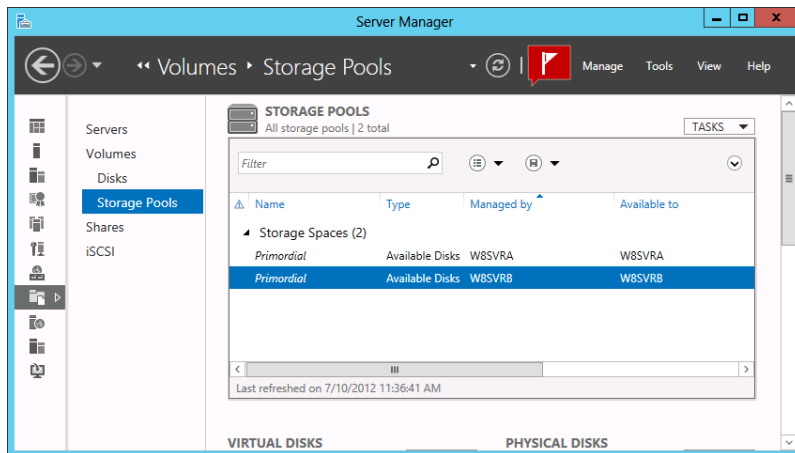 Server Manager
Volumes
Storage Pools
Manage
Tools
View
Help
Servers
Volumes
Disks
Storage Pools
Shares
iSCSI
STORAGE POOLS
All storage pools | 2 total
TASKS
Filter
Name Type Managed by Available to
Storage Spaces (2)
Primordial Available Disks W8SVRA W8SVRA
Primordial Available Disks W8SVRB W8SVRB
Last refreshed on 7/10/2012 11:36:41 AM
VIRTUAL DISKS
PHYSICAL DISKS